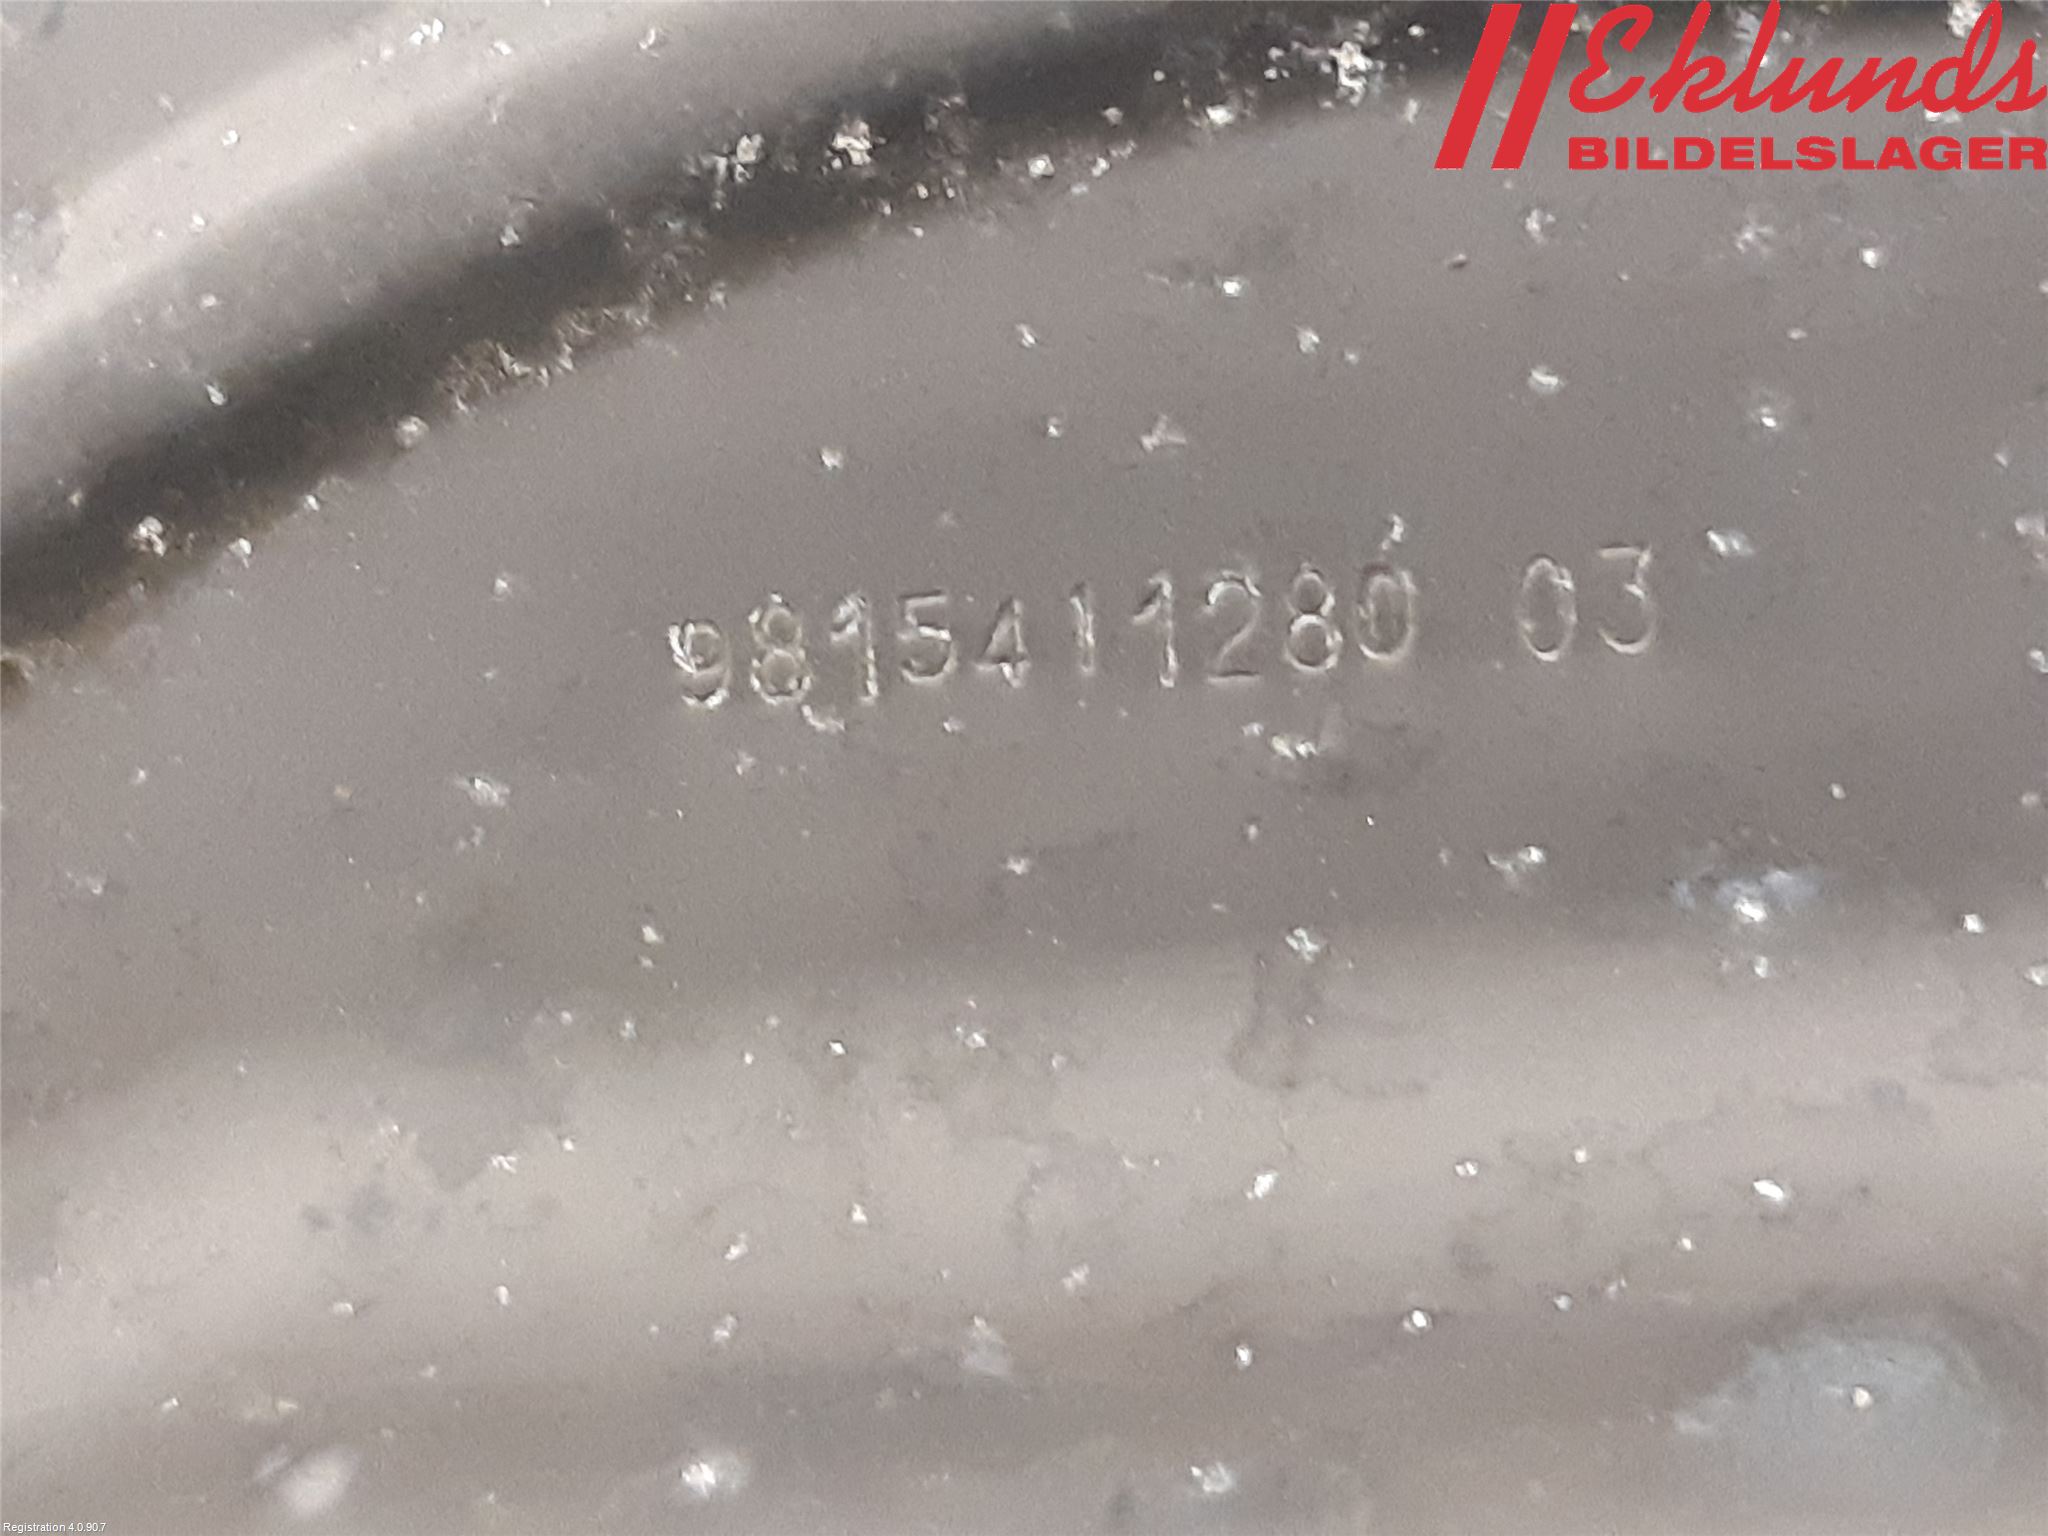 Eklunds
BILDELSLAGER
9815411280 03
Registration 4.0.90.7